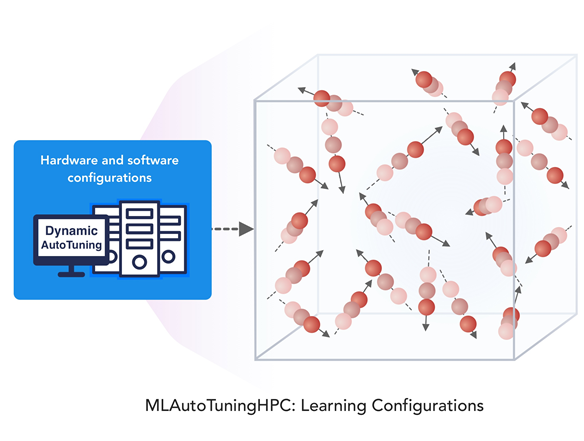 Hardware and software
configurations
Dynamic
AutoTuning
MLAutoTuningHPC: Learning Configurations